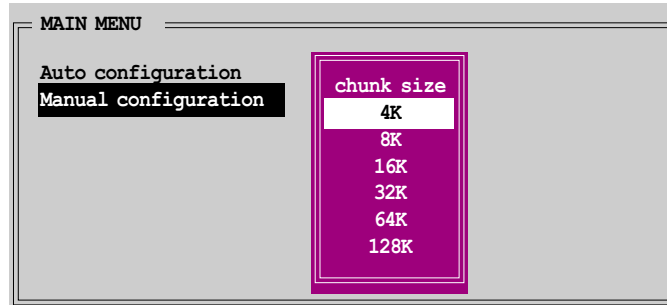 MAIN MENU
Auto configuration
Manual configuration
chunk size
4K
8K
16K
32K
64K
128K